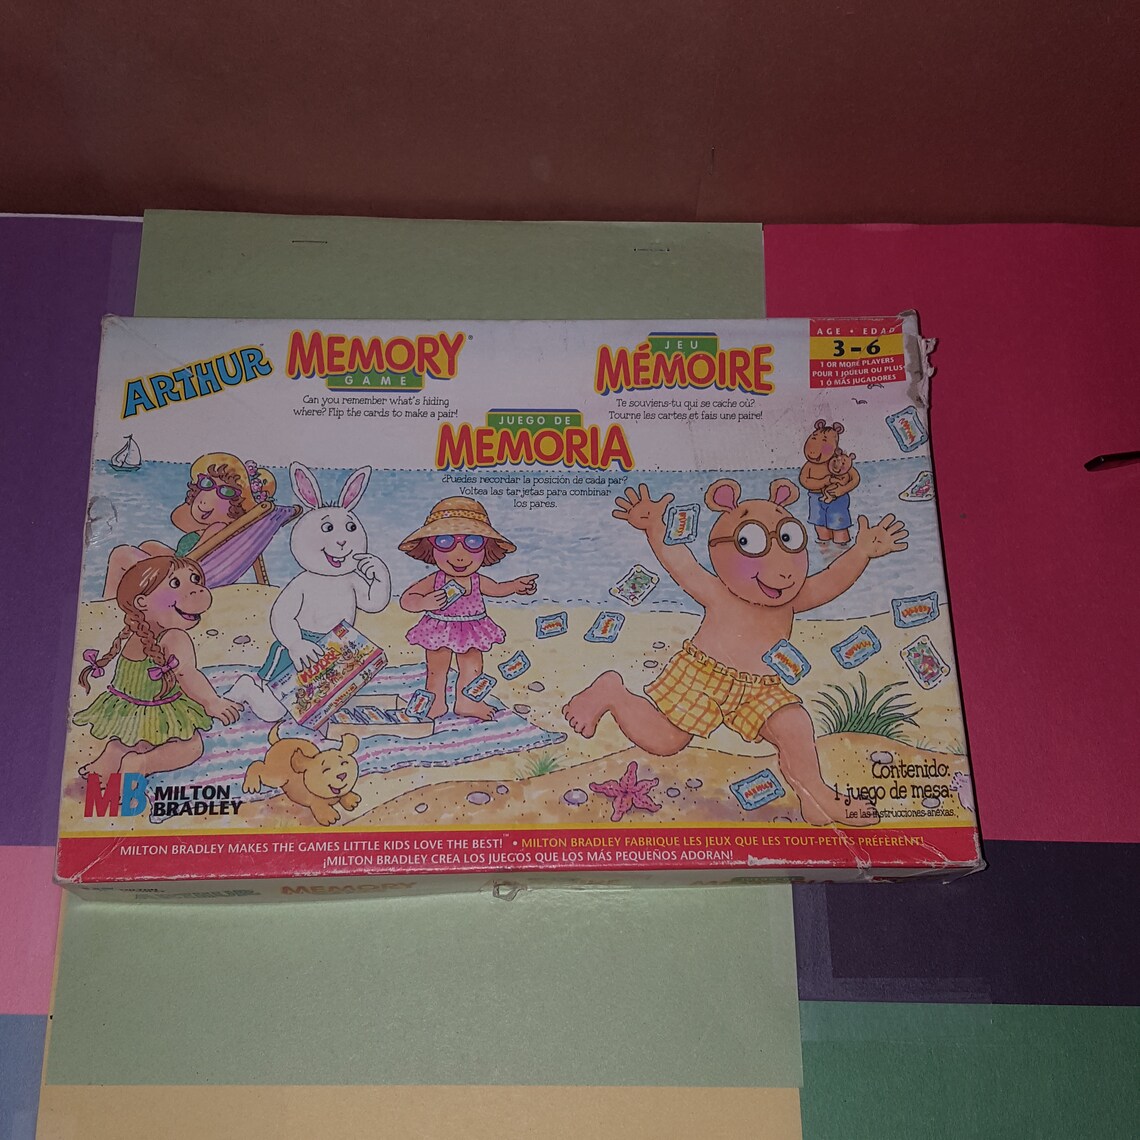 ARTHUR™
MEMORY®
GAME
Can you remember what's hiding
where? Flip the cards to make a pair!
JEU
MÉMOIRE
Te souviens-tu qui se cache où?
Tourne les cartes et fais une paire!
AGE • EDAD
3-6
1 OR MORE PLAYERS
POUR 1 JOUEUR OU PLUS
1 Ó MÁS JUGADORES
JUEGO DE
MEMORIA
¿Puedes recordar la posición de cada par?
Voltea las tarjetas para combinar
los pares.
Contenido:
1 juego de mesa.
Lee las instrucciones anexas.
MB MILTON
BRADLEY™
MILTON BRADLEY MAKES THE GAMES LITTLE KIDS LOVE THE BEST!™ • MILTON BRADLEY FABRIQUE LES JEUX QUE LES TOUT-PETITS PRÉFÈRENT!
¡MILTON BRADLEY CREA LOS JUEGOS QUE LOS MÁS PEQUEÑOS ADORAN!
MEMORY